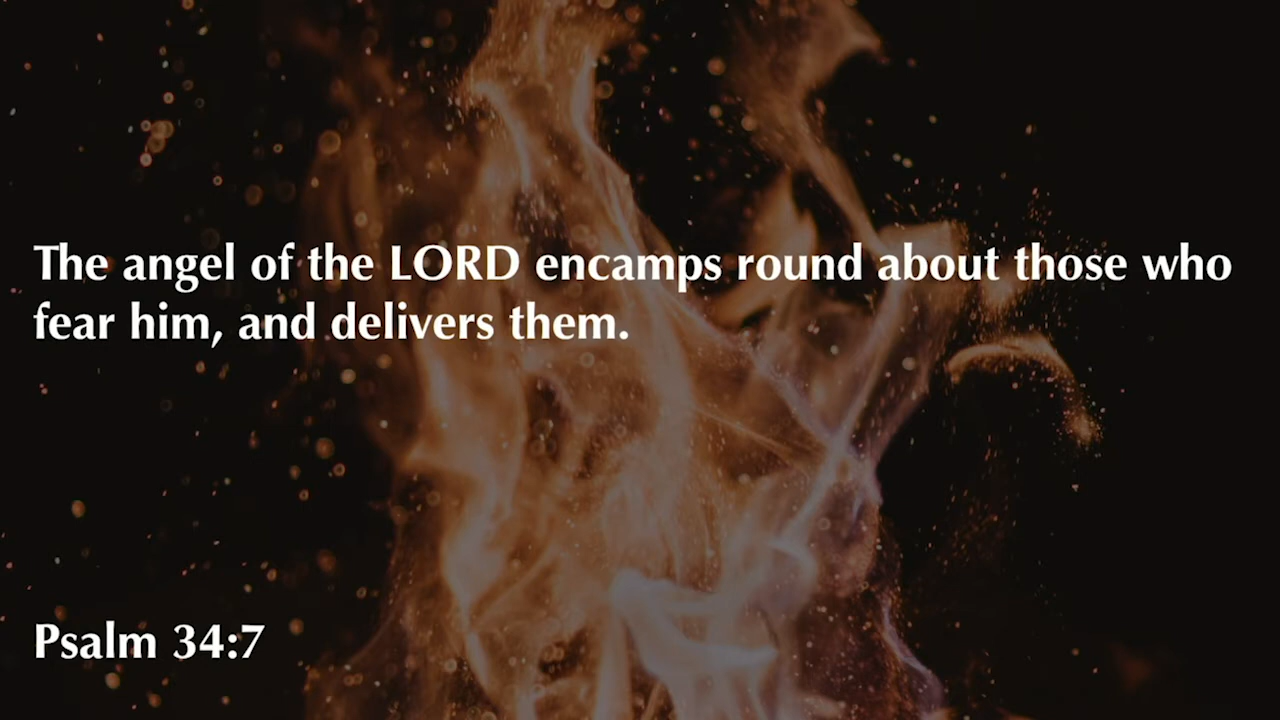 The angel of the LORD encamps round about those who
fear him, and delivers them.
Psalm 34:7